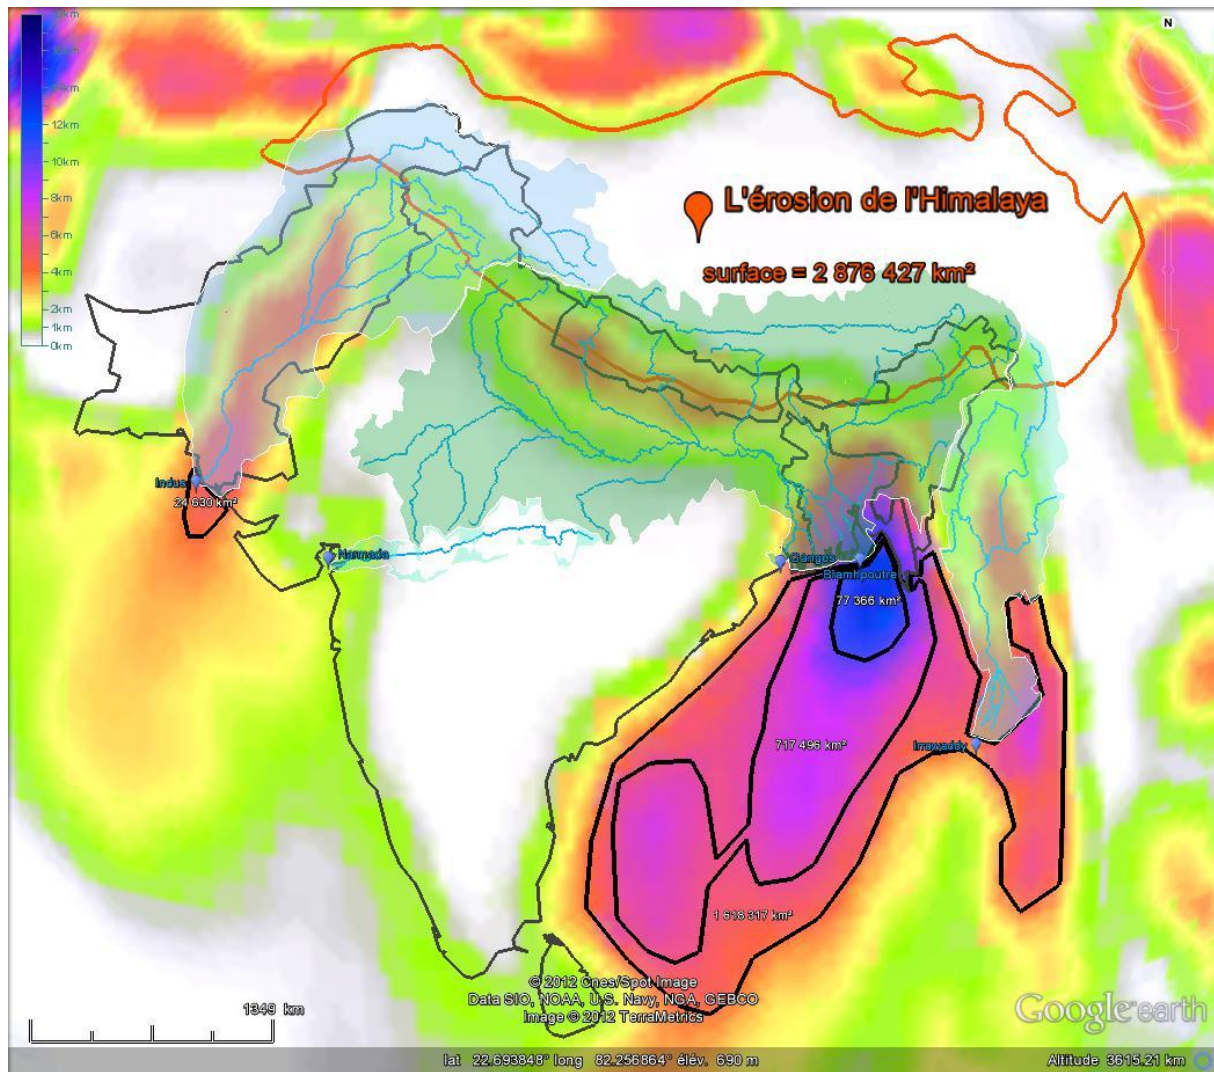 N
12km
10km
8km
6km
4km
2km
1km
0km
L'érosion de l'Himalaya
surface = 2 876 427 km²
Indus
24 630 km²
Narmada
Ganges
Bramhpoutre
77 366 km²
717 496 km²
Irrawaddy
1 618 317 km²
© 2012 Cnes/Spot Image
Data SIO, NOAA, U.S. Navy, NGA, GEBCO
Image © 2012 TerraMetrics
1349 km
Google earth
lat 22.693848° long 82.256864° élév. 690 m
Altitude 3615.21 km